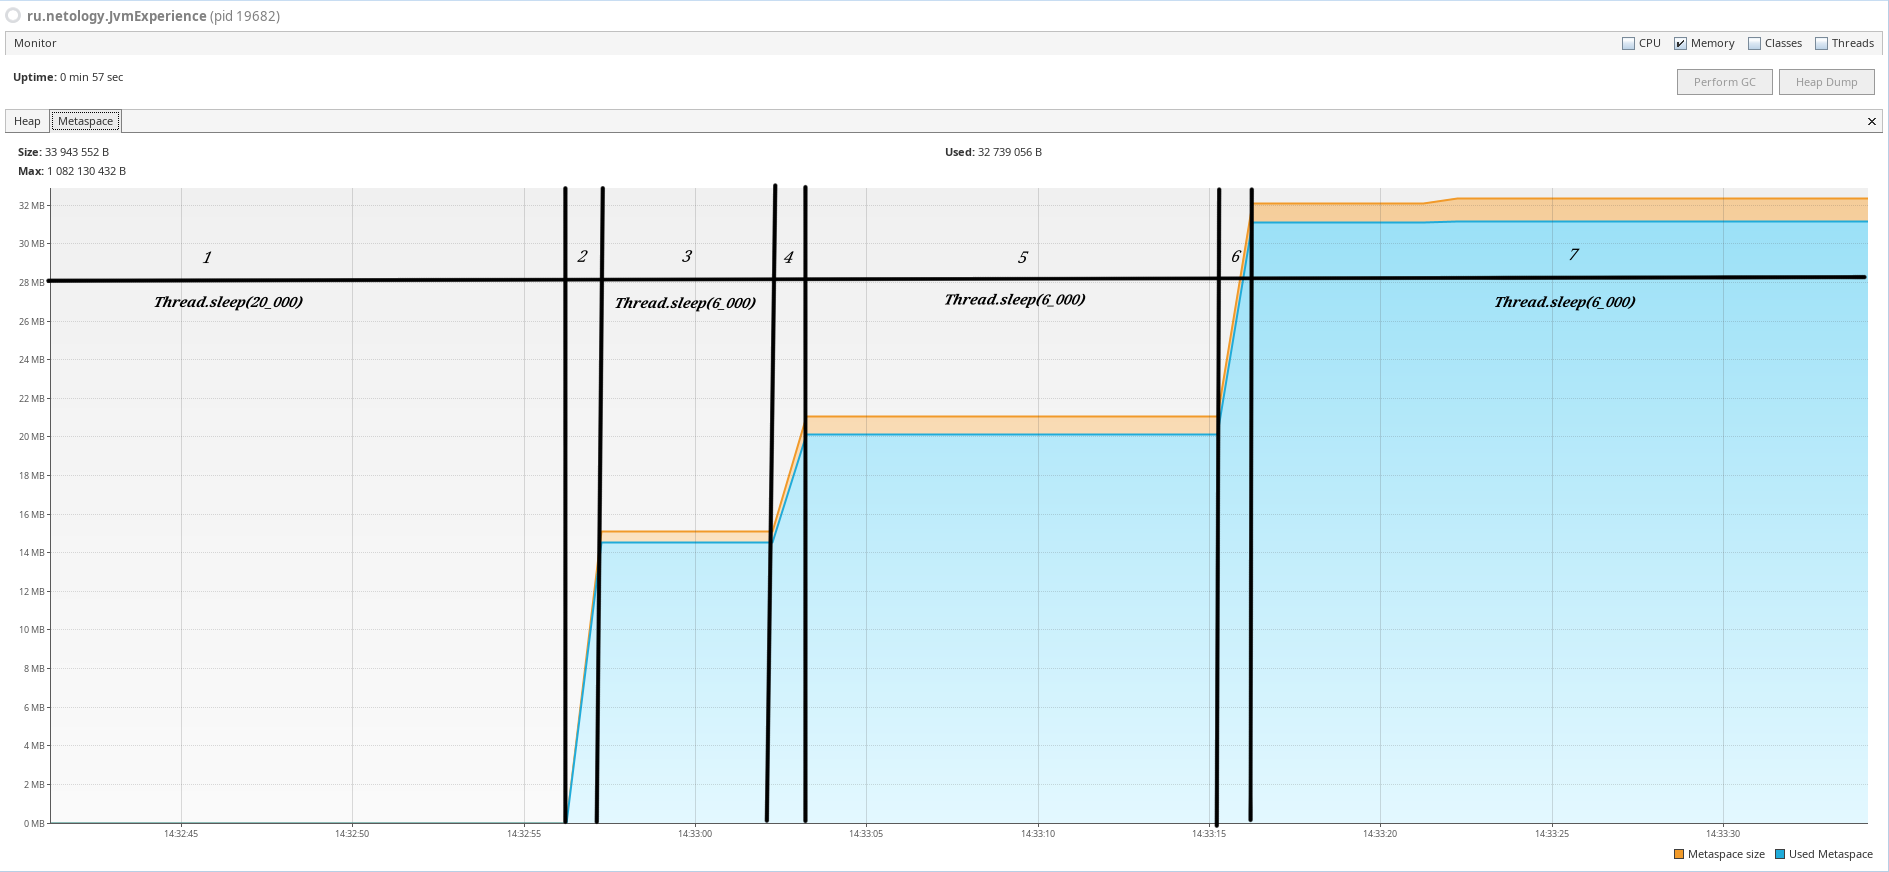 ru.netology.JvmExperience (pid 19682)
Monitor CPU Memory Classes Threads
Uptime: 0 min 57 sec
Perform GC Heap Dump
Heap Metaspace
Size: 33 943 552 B Used: 32 739 056 B
Max: 1 082 130 432 B
32 MB
30 MB
1 2 3 4 5 6 7
28 MB
Thread.sleep(20_000) Thread.sleep(6_000) Thread.sleep(6_000) Thread.sleep(6_000)
26 MB
24 MB
22 MB
20 MB
18 MB
16 MB
14 MB
12 MB
10 MB
8 MB
6 MB
4 MB
2 MB
0 MB
14:32:45 14:32:50 14:32:55 14:33:00 14:33:05 14:33:10 14:33:15 14:33:20 14:33:25 14:33:30
Metaspace size Used Metaspace